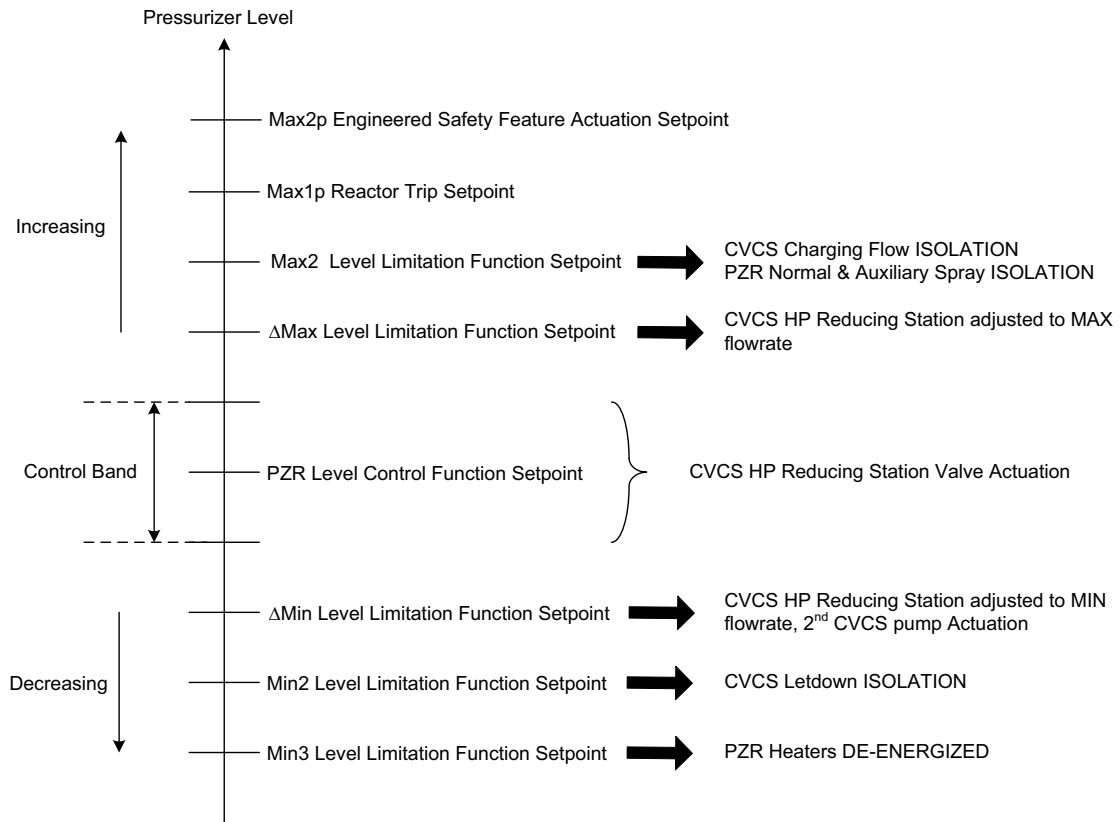 Pressurizer Level
Max2p Engineered Safety Feature Actuation Setpoint
Max1p Reactor Trip Setpoint
Increasing
Max2 Level Limitation Function Setpoint
CVCS Charging Flow ISOLATION
PZR Normal & Auxiliary Spray ISOLATION
ΔMax Level Limitation Function Setpoint
CVCS HP Reducing Station adjusted to MAX
flowrate
Control Band
PZR Level Control Function Setpoint
CVCS HP Reducing Station Valve Actuation
ΔMin Level Limitation Function Setpoint
CVCS HP Reducing Station adjusted to MIN
flowrate, 2nd CVCS pump Actuation
Decreasing
Min2 Level Limitation Function Setpoint
CVCS Letdown ISOLATION
Min3 Level Limitation Function Setpoint
PZR Heaters DE-ENERGIZED